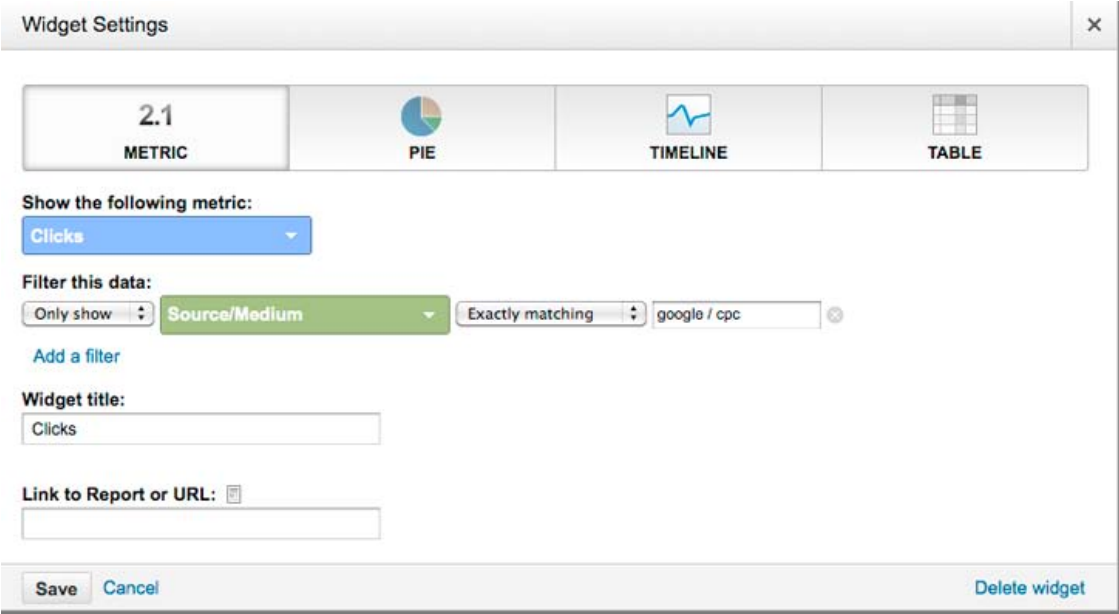 Widget Settings
2.1
METRIC
PIE
TIMELINE
TABLE
Show the following metric:
Clicks
Filter this data:
Only show Source/Medium Exactly matching google / cpc
Add a filter
Widget title:
Clicks
Link to Report or URL:
Save Cancel Delete widget